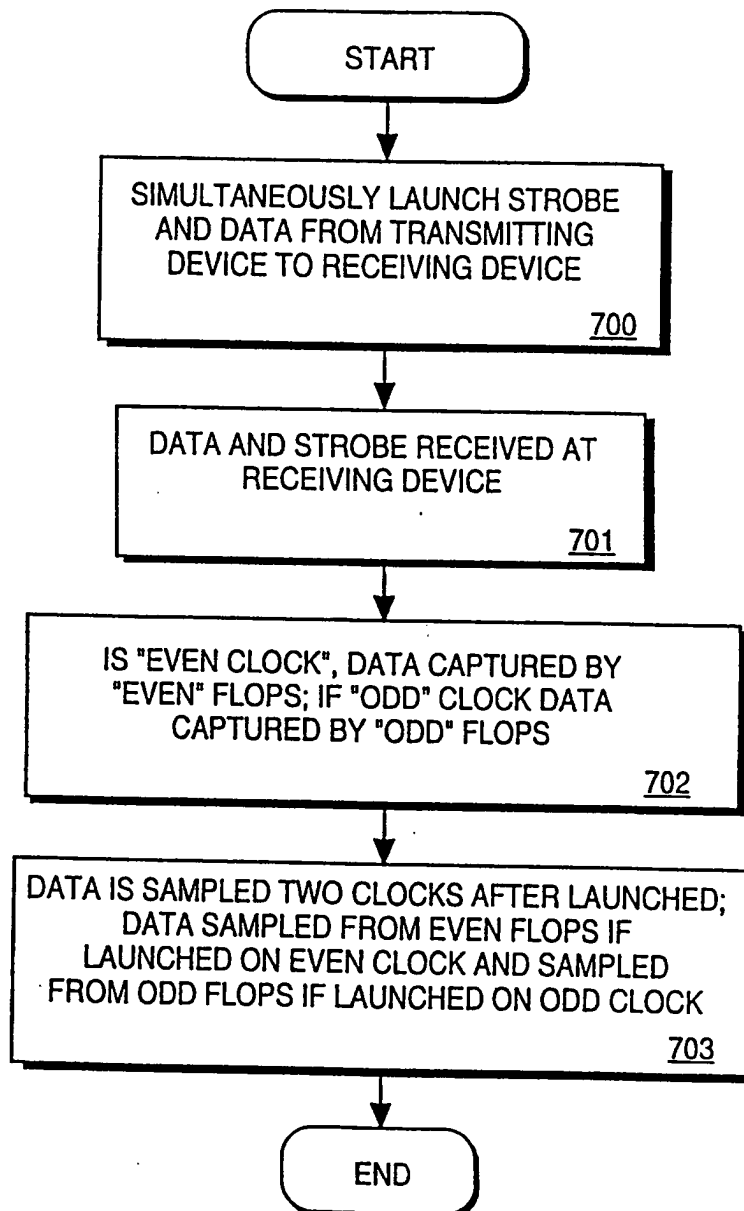 START
SIMULTANEOUSLY LAUNCH STROBE
AND DATA FROM TRANSMITTING
DEVICE TO RECEIVING DEVICE
700
DATA AND STROBE RECEIVED AT
RECEIVING DEVICE
701
IS "EVEN CLOCK", DATA CAPTURED BY
"EVEN" FLOPS; IF "ODD" CLOCK DATA
CAPTURED BY "ODD" FLOPS
702
DATA IS SAMPLED TWO CLOCKS AFTER LAUNCHED;
DATA SAMPLED FROM EVEN FLOPS IF
LAUNCHED ON EVEN CLOCK AND SAMPLED
FROM ODD FLOPS IF LAUNCHED ON ODD CLOCK
703
END